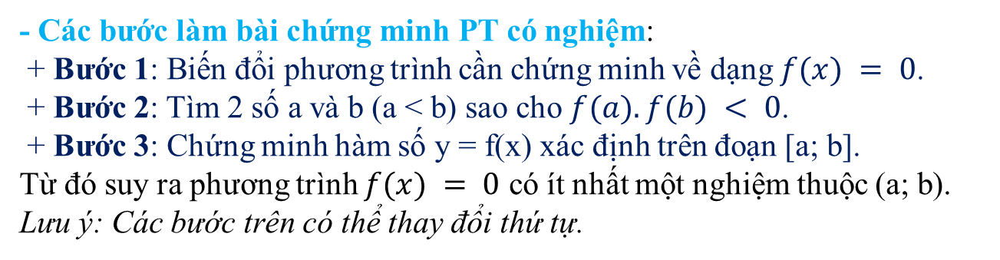 - Các bước làm bài chứng minh PT có nghiệm:
+ Bước 1: Biến đổi phương trình cần chứng minh về dạng f(x) = 0.
+ Bước 2: Tìm 2 số a và b (a < b) sao cho f(a). f(b) < 0.
+ Bước 3: Chứng minh hàm số y = f(x) xác định trên đoạn [a; b].
Từ đó suy ra phương trình f(x) = 0 có ít nhất một nghiệm thuộc (a; b).
Lưu ý: Các bước trên có thể thay đổi thứ tự.